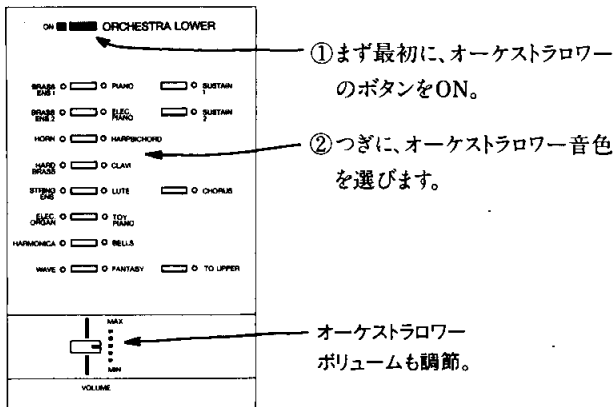 ON ORCHESTRA LOWER
BRASS ENS 1 PIANO SUSTAIN 1
BRASS ENS 2 ELEC. PIANO SUSTAIN 2
HORN HARPSICHORD
HARD BRASS CLAVI
STRING ENS LUTE CHORUS
ELEC. ORGAN TOY PIANO
HARMONICA BELLS
WAVE FANTASY TO UPPER
MAX
MIN
VOLUME
①まず最初に、オーケストラロワー
のボタンをON。
②つぎに、オーケストラロワー音色
を選びます。
オーケストラロワー
ボリュームも調節。